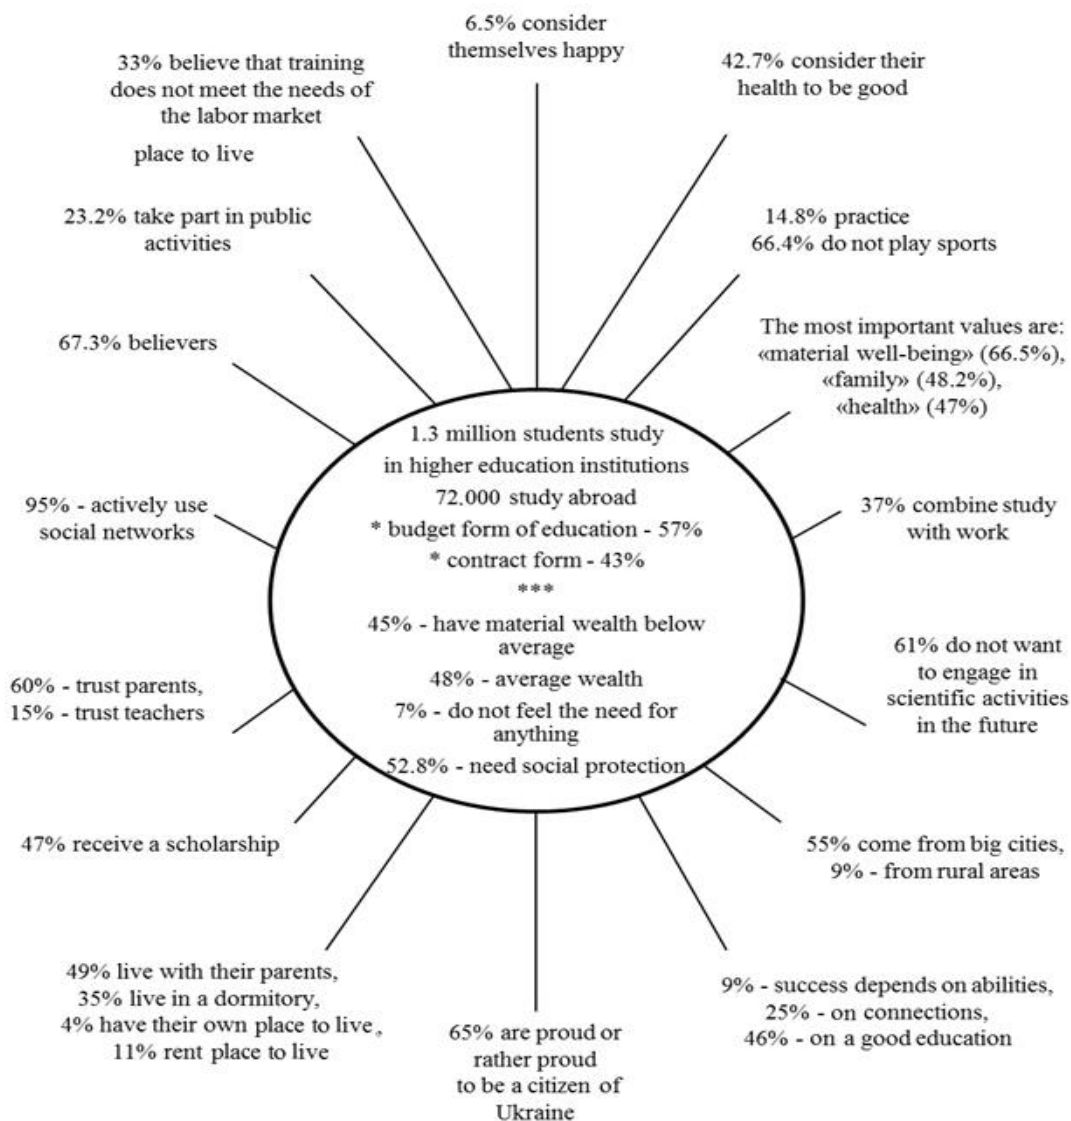 6.5% consider
themselves happy
33% believe that training
does not meet the needs of
the labor market
place to live
42.7% consider their
health to be good
23.2% take part in public
activities
14.8% practice
66.4% do not play sports
67.3% believers
The most important values are:
«material well-being» (66.5%),
«family» (48.2%),
«health» (47%)
1.3 million students study
in higher education institutions
72.000 study abroad
* budget form of education - 57%
* contract form - 43%
***
45% - have material wealth below
average
48% - average wealth
7% - do not feel the need for
anything
52.8% - need social protection
95% - actively use
social networks
37% combine study
with work
60% - trust parents,
15% - trust teachers
61% do not want
to engage in
scientific activities
in the future
47% receive a scholarship
55% come from big cities,
9% - from rural areas
49% live with their parents,
35% live in a dormitory,
4% have their own place to live,
11% rent place to live
65% are proud or
rather proud
to be a citizen of
Ukraine
9% - success depends on abilities,
25% - on connections,
46% - on a good education